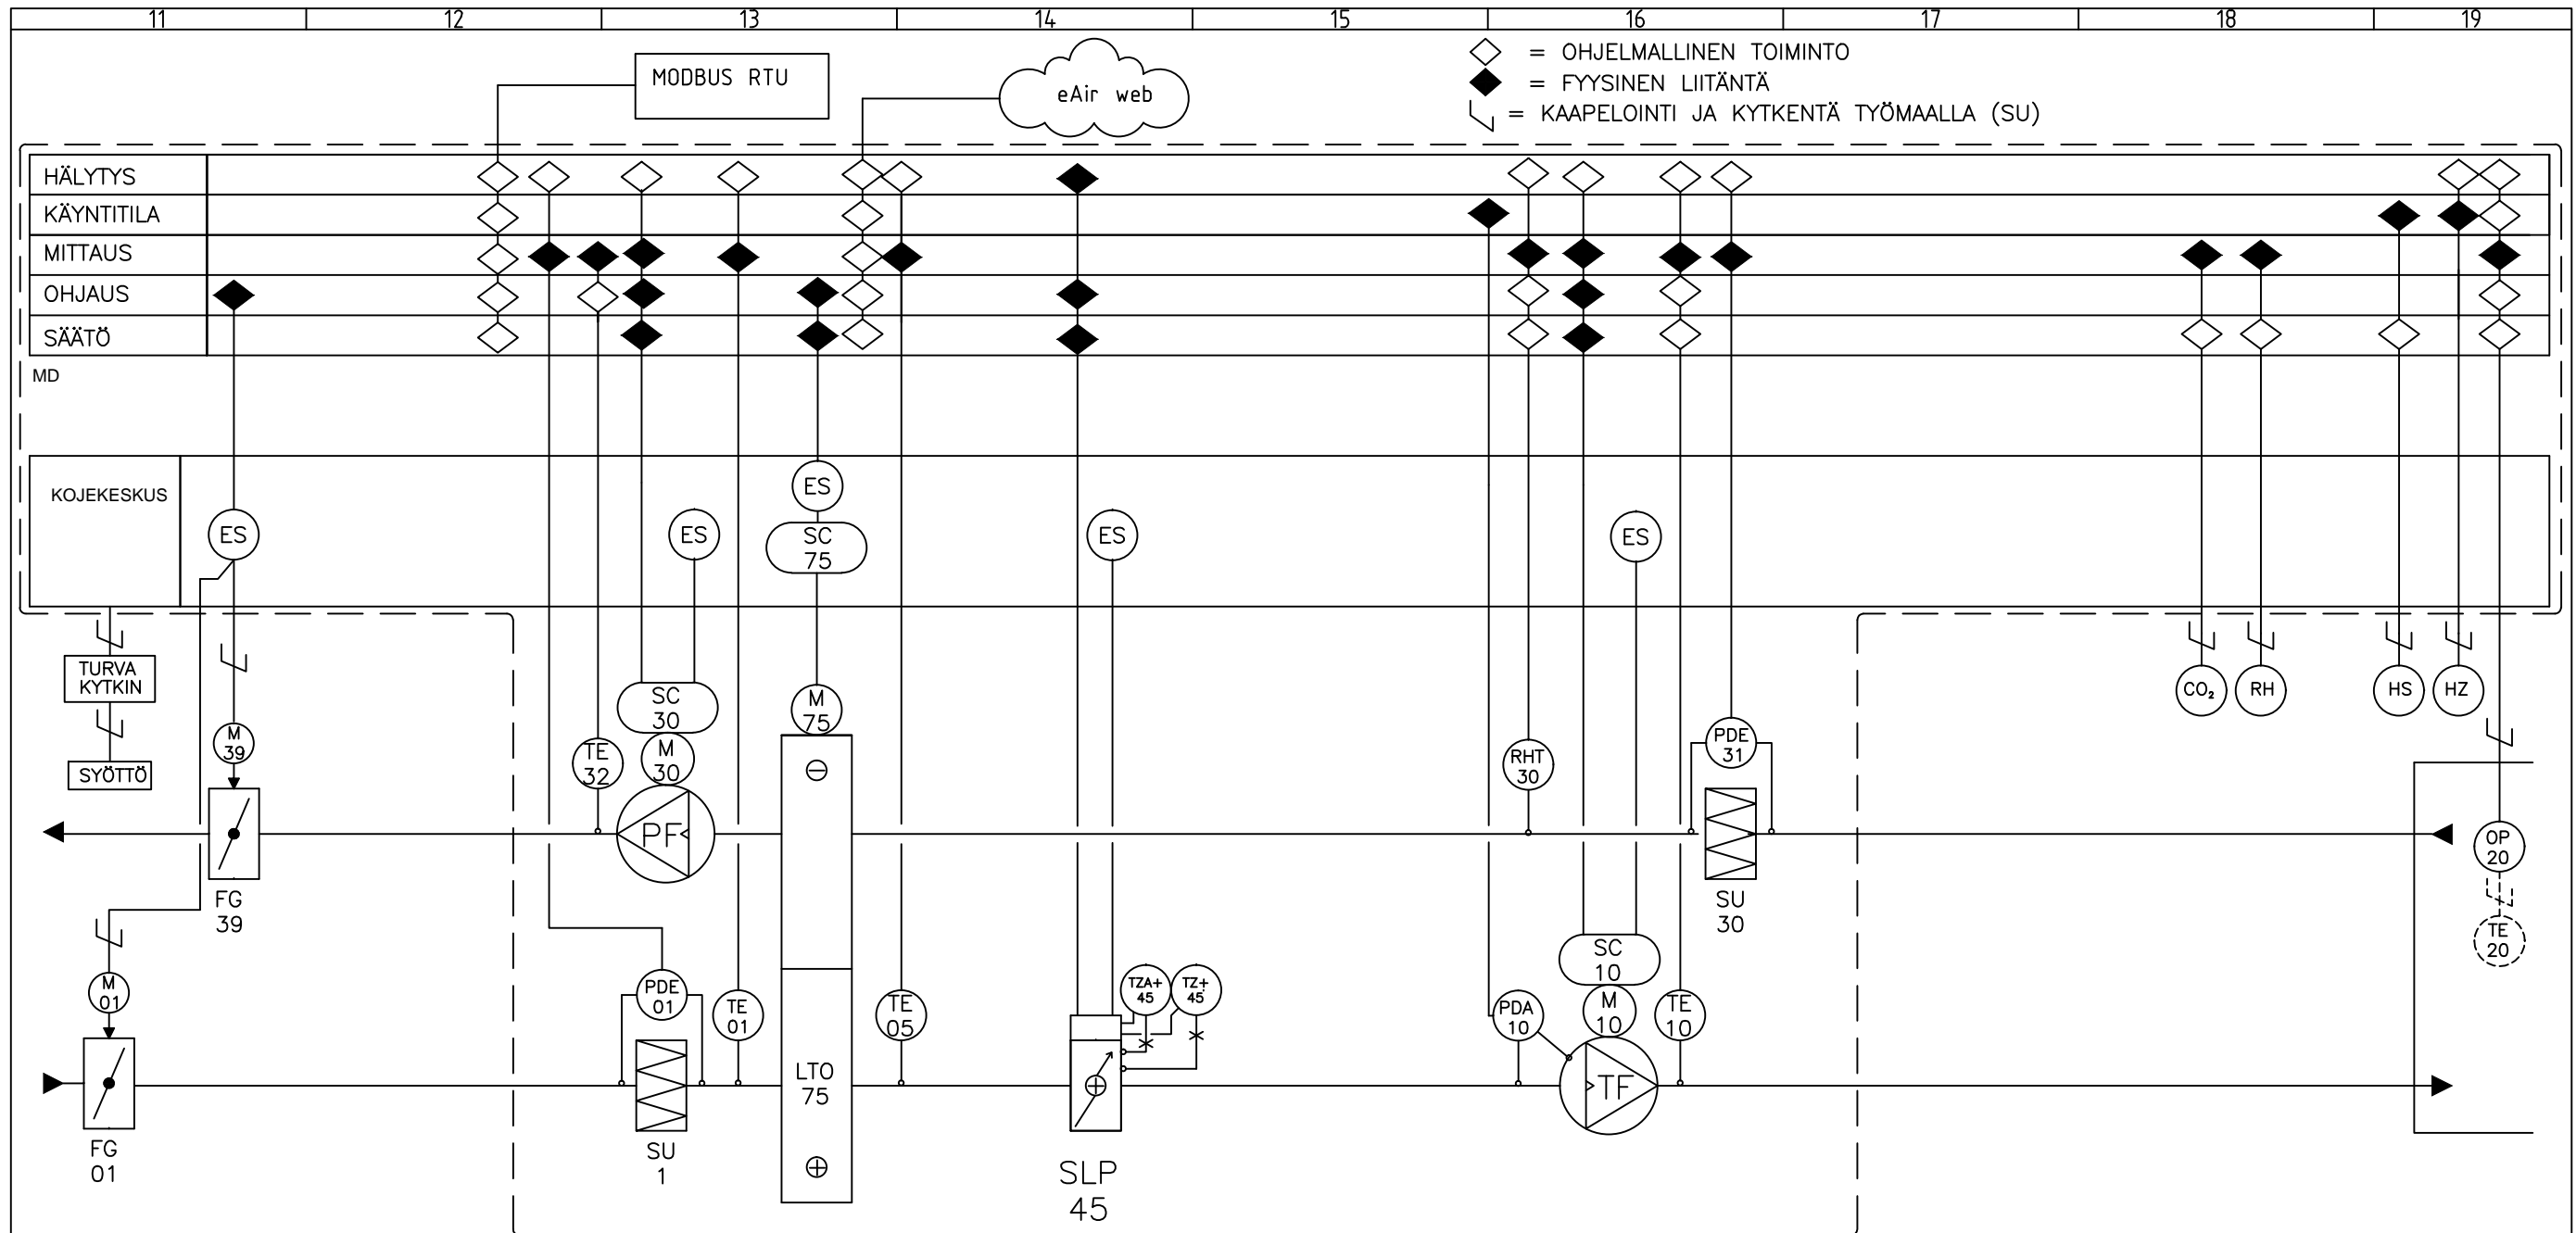 11 12 13 14 15 16 17 18 19
MODBUS RTU
eAir web
= OHJELMALLINEN TOIMINTO
= FYYSINEN LIITÄNTÄ
= KAAPELOINTI JA KYTKENTÄ TYÖMAALLA (SU)
HÄLYTYS
KÄYNTITILA
MITTAUS
OHJAUS
SÄÄTÖ
MD
KOJEKESKUS
ES
ES
ES
SC
75
ES
ES
TURVA
KYTKIN
SYÖTTÖ
M
39
TE
32
SC
30
M
30
M
75
RHT
30
PDE
31
CO₂
RH
HS
HZ
PF
OP
20
TE
20
FG
39
SU
30
M
01
PDE
01
TE
01
TE
05
TZA+
45
TZ+
45
PDA
10
SC
10
M
10
TE
10
LTO
75
TF
FG
01
SU
1
SLP
45